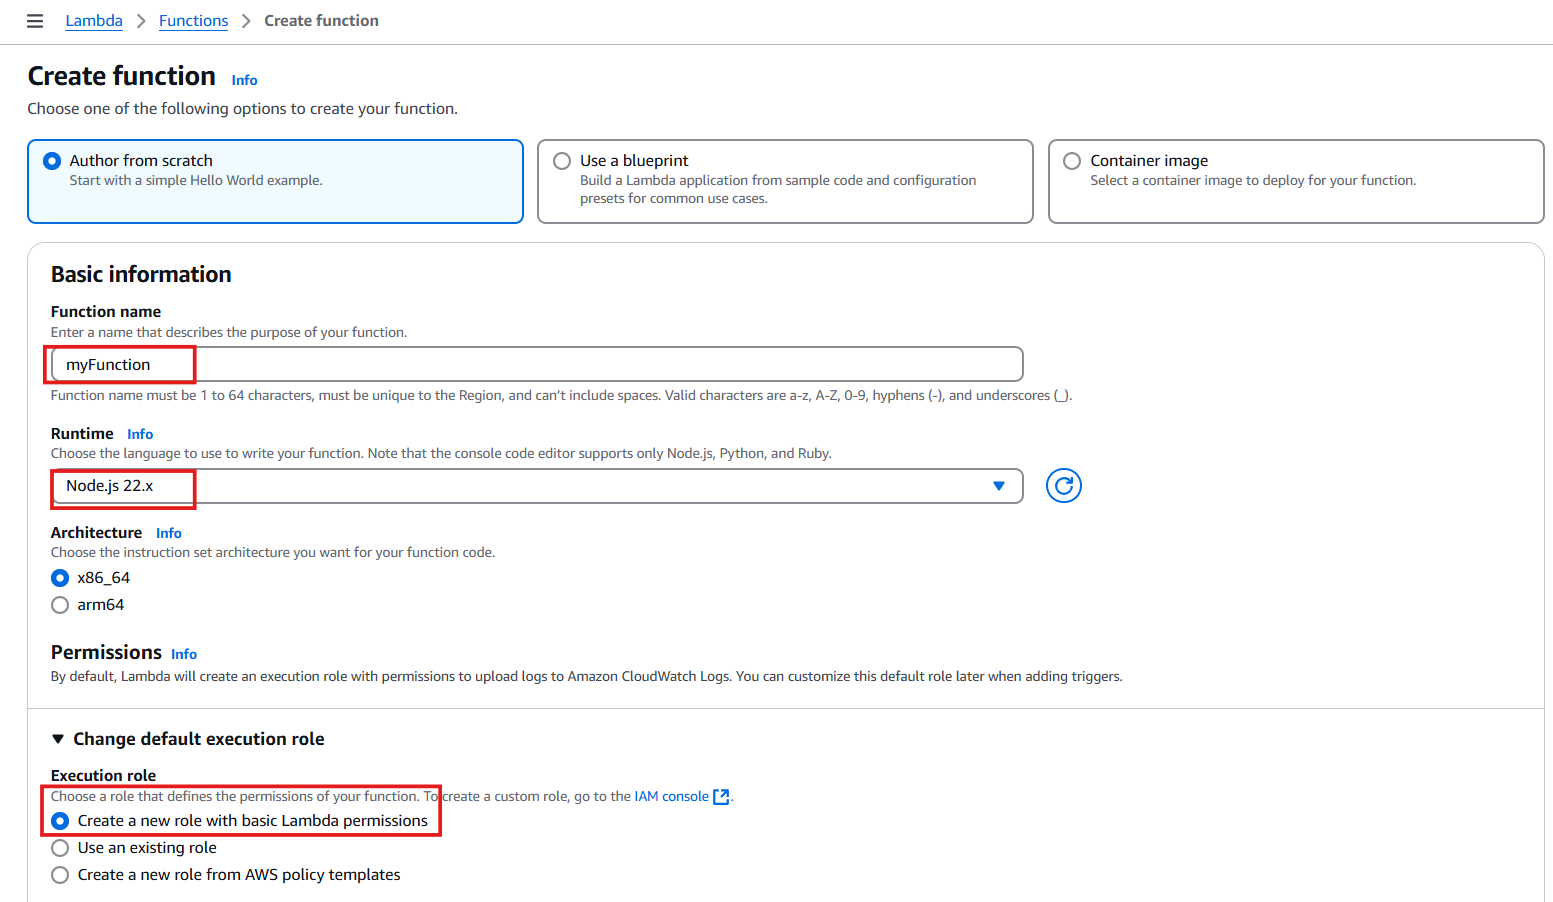 Lambda > Functions > Create function
Create function Info
Choose one of the following options to create your function.
Author from scratch
Start with a simple Hello World example.
Use a blueprint
Build a Lambda application from sample code and configuration
presets for common use cases.
Container image
Select a container image to deploy for your function.
Basic information
Function name
Enter a name that describes the purpose of your function.
myFunction
Function name must be 1 to 64 characters, must be unique to the Region, and can’t include spaces. Valid characters are a-z, A-Z, 0-9, hyphens (-), and underscores (_).
Runtime Info
Choose the language to use to write your function. Note that the console code editor supports only Node.js, Python, and Ruby.
Node.js 22.x
Architecture Info
Choose the instruction set architecture you want for your function code.
x86_64
arm64
Permissions Info
By default, Lambda will create an execution role with permissions to upload logs to Amazon CloudWatch Logs. You can customize this default role later when adding triggers.
Change default execution role
Execution role
Choose a role that defines the permissions of your function. To create a custom role, go to the IAM console.
Create a new role with basic Lambda permissions
Use an existing role
Create a new role from AWS policy templates